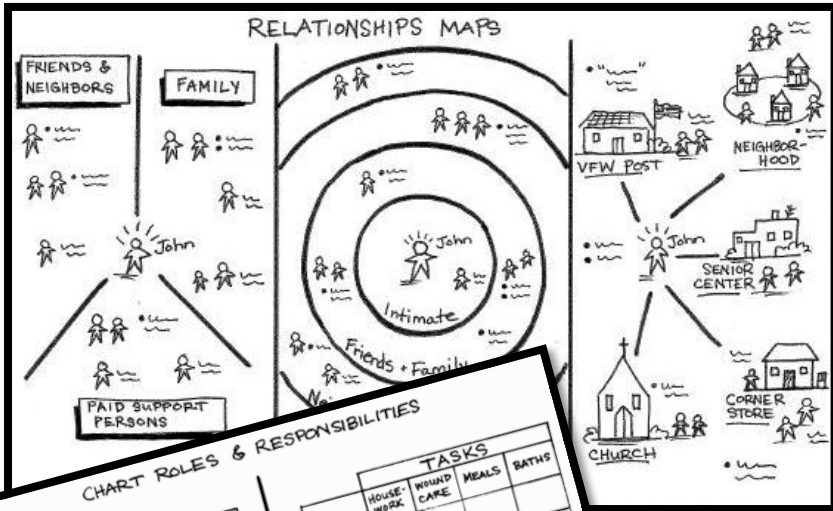 RELATIONSHIPS MAPS
FRIENDS &
NEIGHBORS
FAMILY
John
PAID SUPPORT
PERSONS
John
Intimate
Friends + Family
VFW POST
NEIGHBOR-
HOOD
John
SENIOR
CENTER
CORNER
STORE
CHURCH
CHART ROLES & RESPONSIBILITIES
TASKS
HOUSE-
WORK
WOUND
CARE
MEALS
BATHS